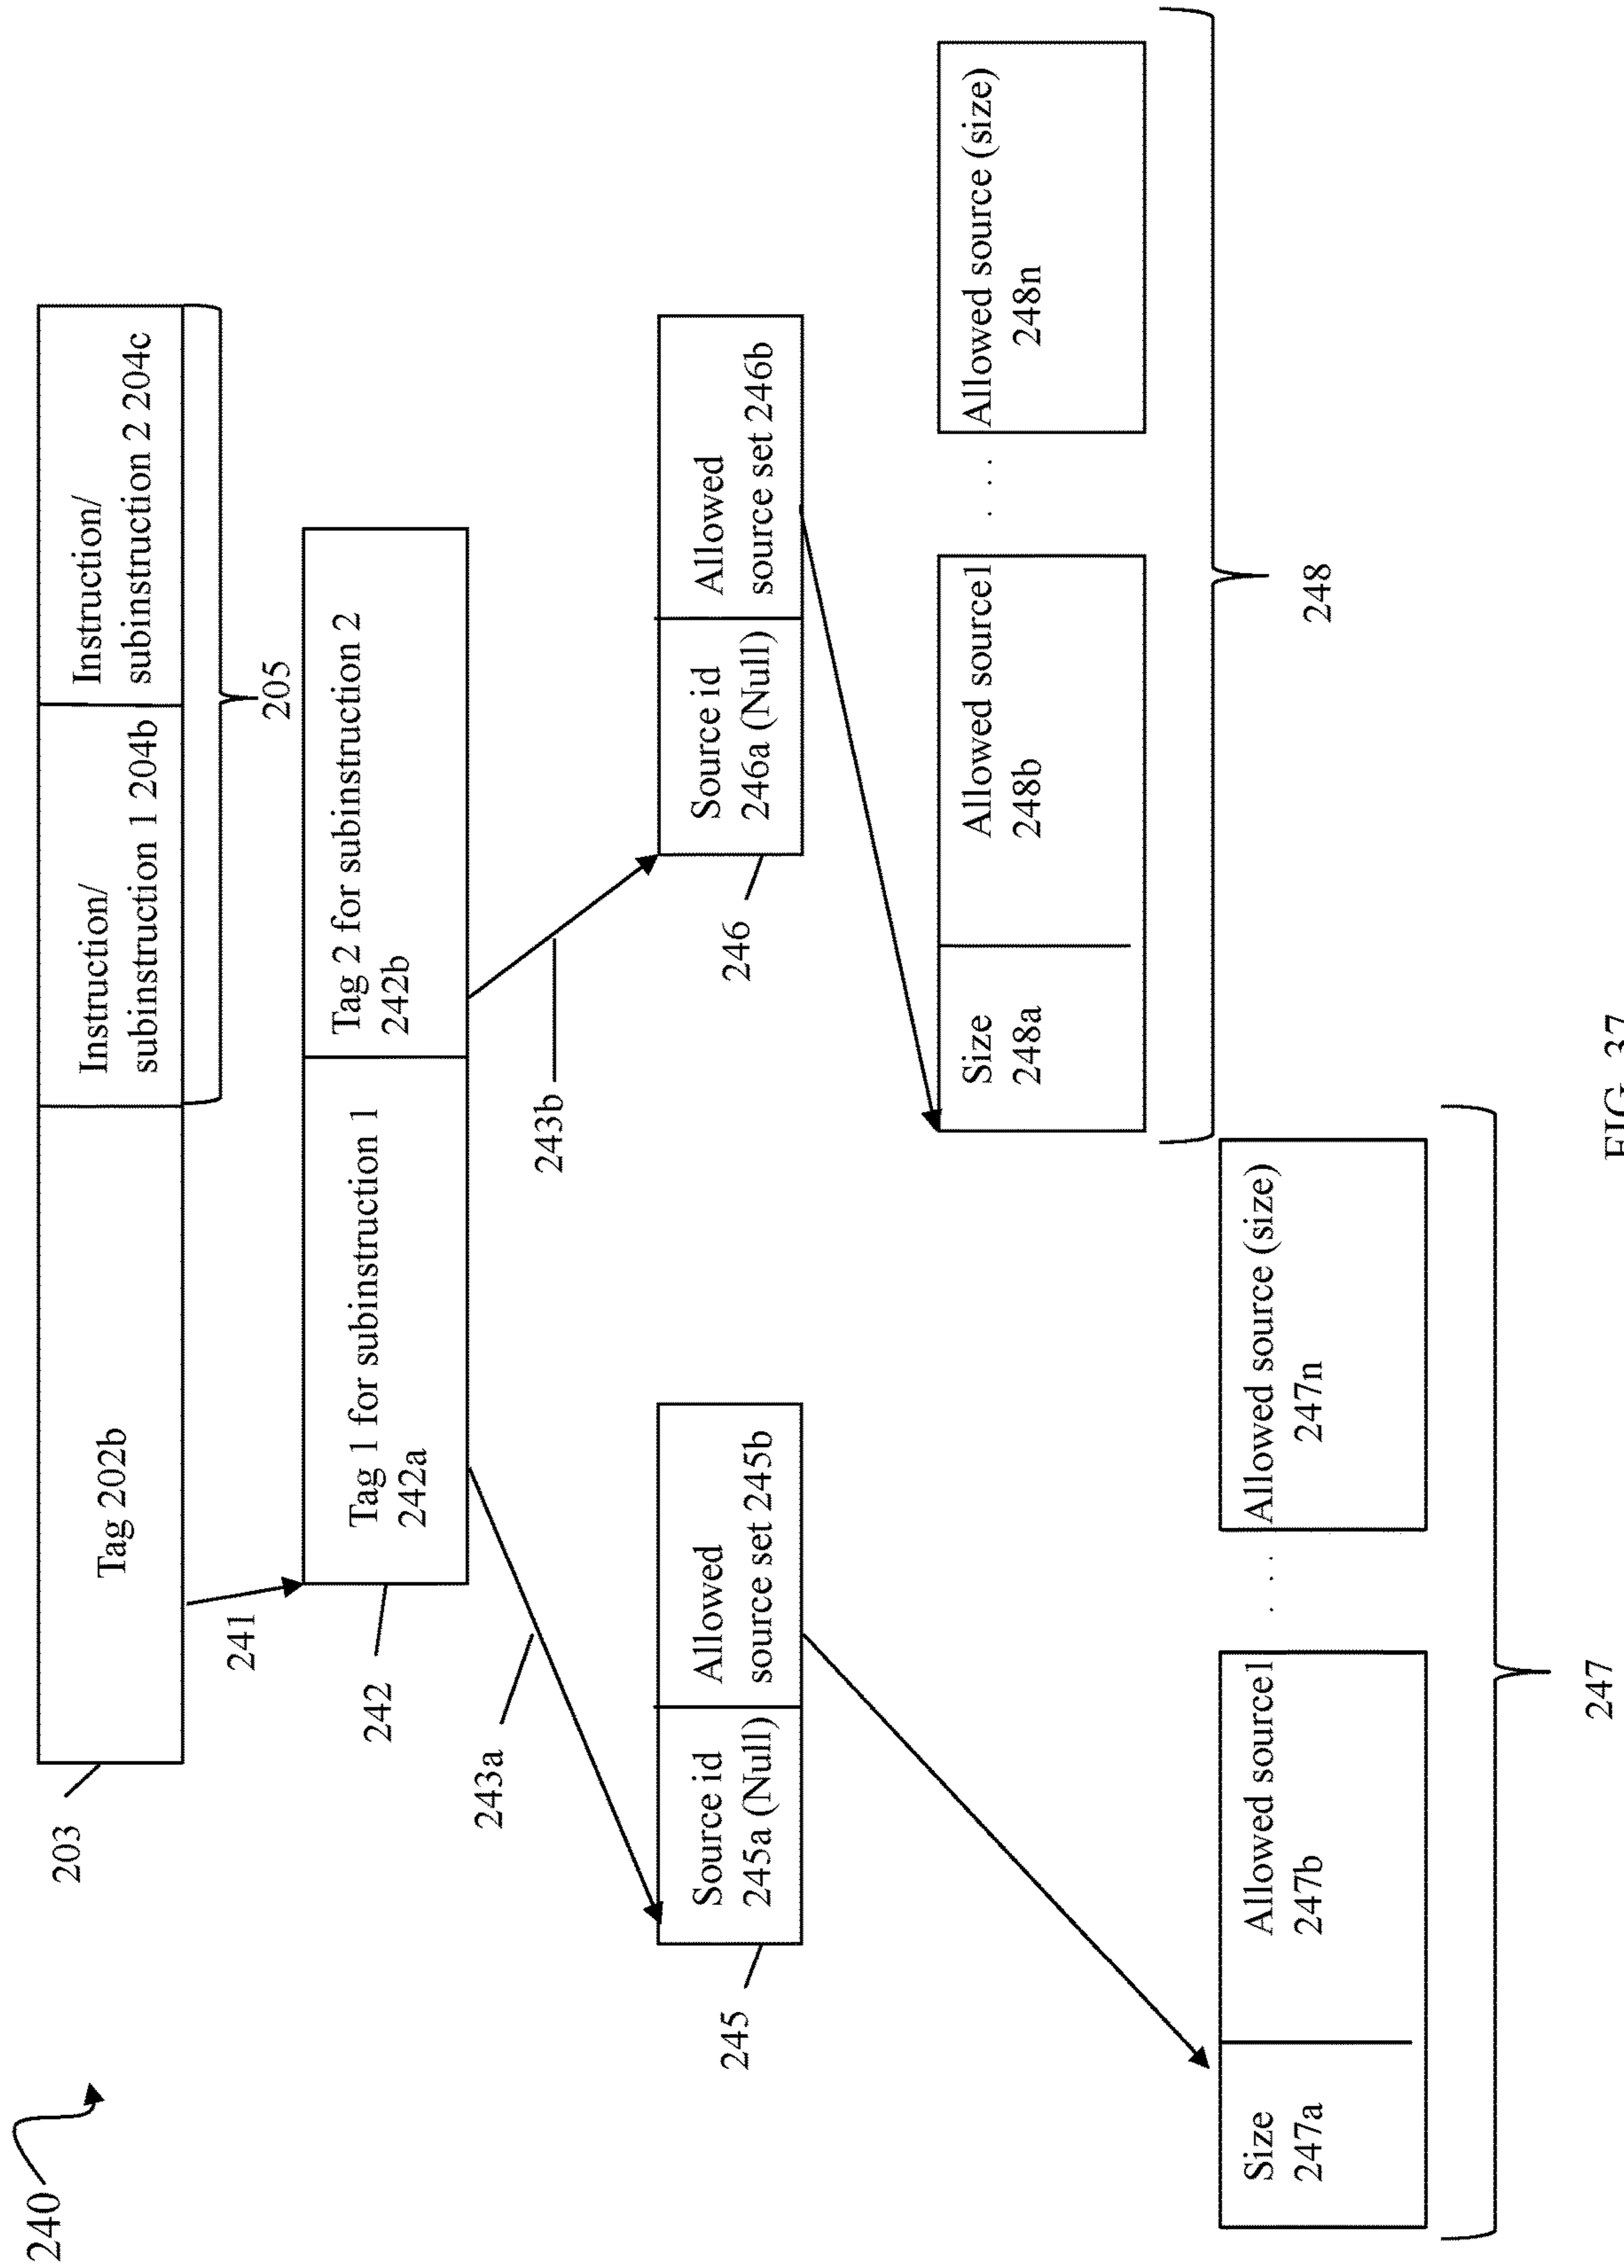 240
203
Tag 202b
Instruction/
subinstruction 1 204b
Instruction/
subinstruction 2 204c
205
241
242
Tag 1 for subinstruction 1
242a
Tag 2 for subinstruction 2
242b
243a
243b
245
Source id
245a (Null)
Allowed
source set 245b
246
Source id
246a (Null)
Allowed
source set 246b
Size
248a
Allowed source1
248b
. . .
Allowed source (size)
248n
248
Size
247a
Allowed source1
247b
. . .
Allowed source (size)
247n
247
FIG. 37